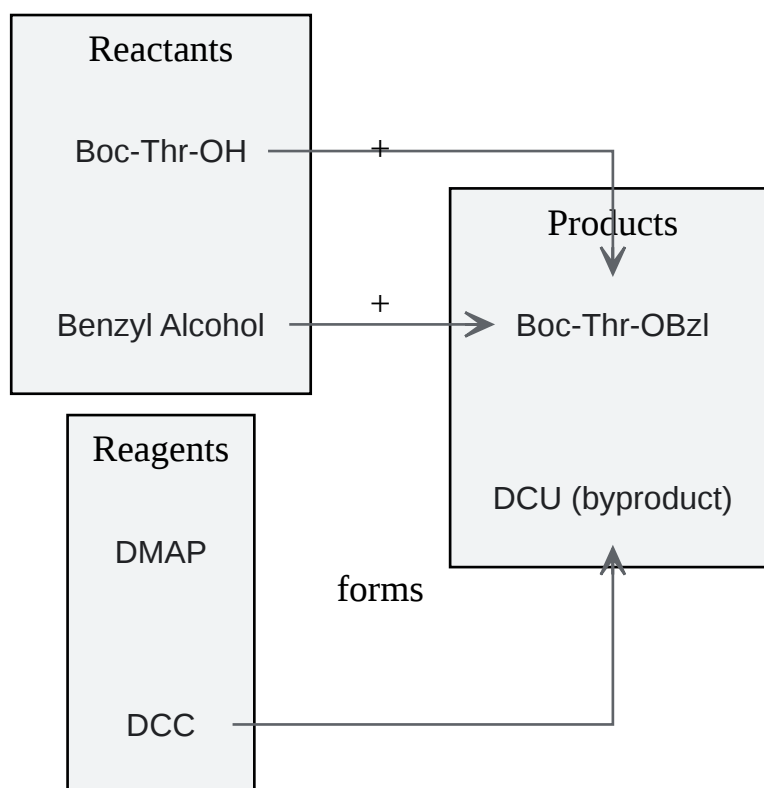 Reactants
Boc-Thr-OH
+
Products
Benzyl Alcohol
+
Boc-Thr-OBzl
Reagents
DCU (byproduct)
DMAP
forms
DCC